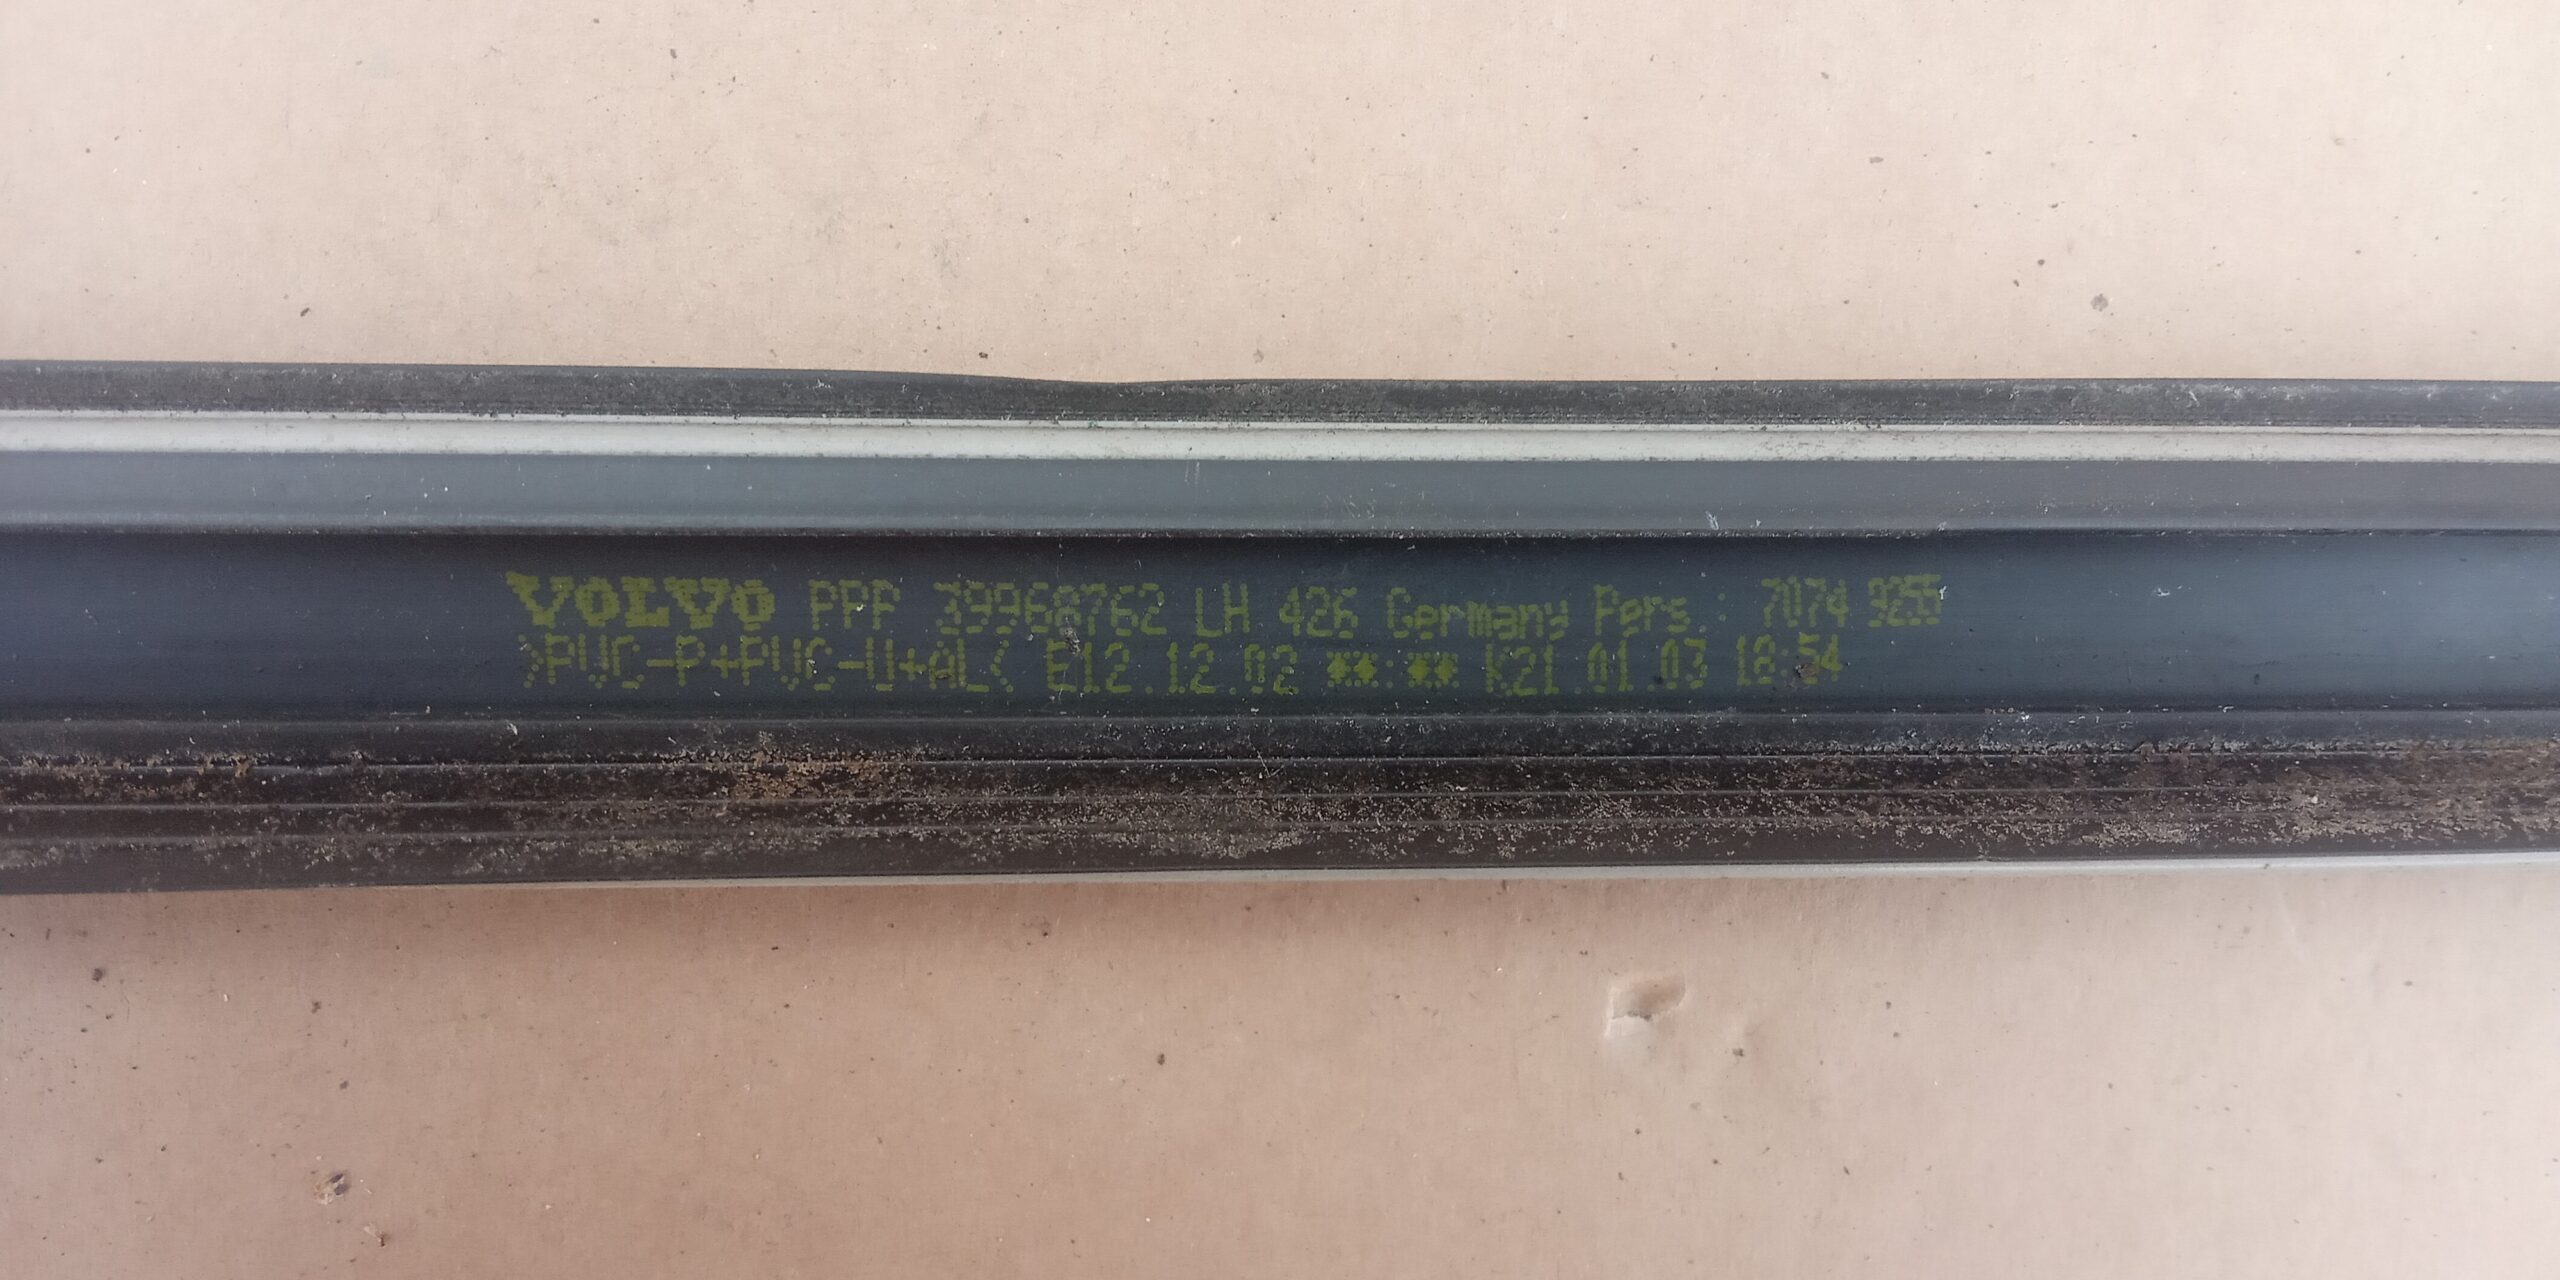 VOLVO PPP 39968762 LH 426 Germany Pers.: 7074 9255
>PVC-P+PVC-U+AL< E12.12.02 **:** K21.01.03 18:54